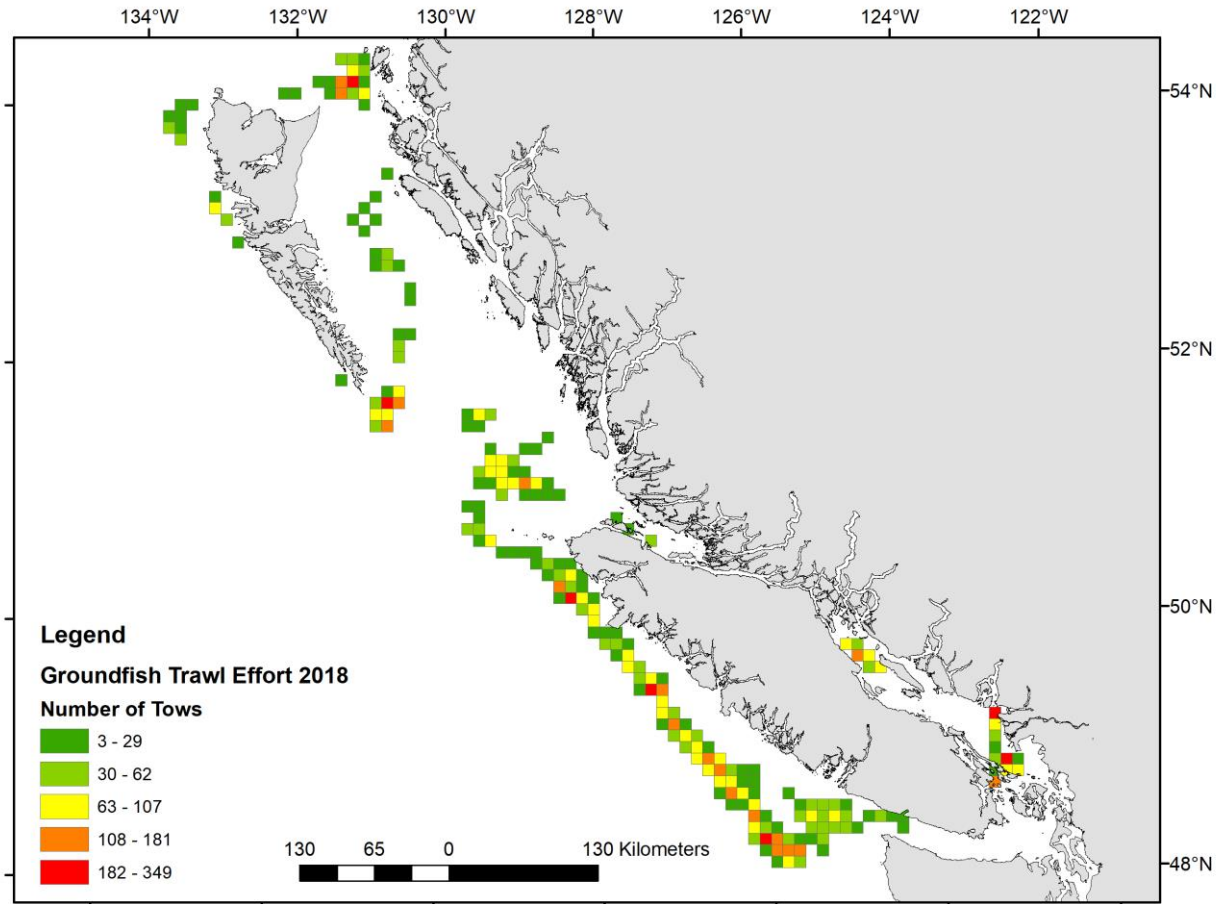 134°W 132°W 130°W 128°W 126°W 124°W 122°W
54°N
52°N
50°N
48°N
Legend
Groundfish Trawl Effort 2018
Number of Tows
3 - 29
30 - 62
63 - 107
108 - 181
182 - 349
130 65 0 130 Kilometers